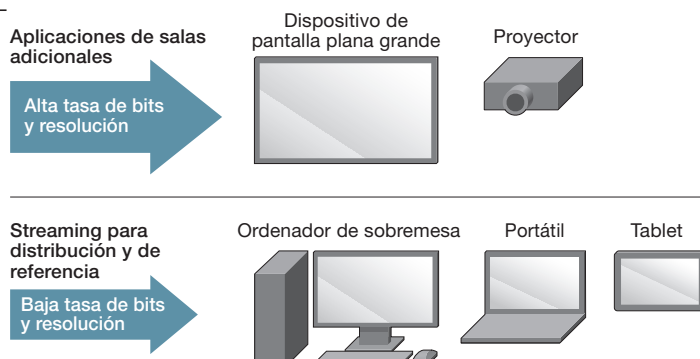 Aplicaciones de salas
adicionales
Alta tasa de bits
y resolución
Dispositivo de
pantalla plana grande
Proyector
Streaming para
distribución y de
referencia
Baja tasa de bits
y resolución
Ordenador de sobremesa
Portátil
Tablet